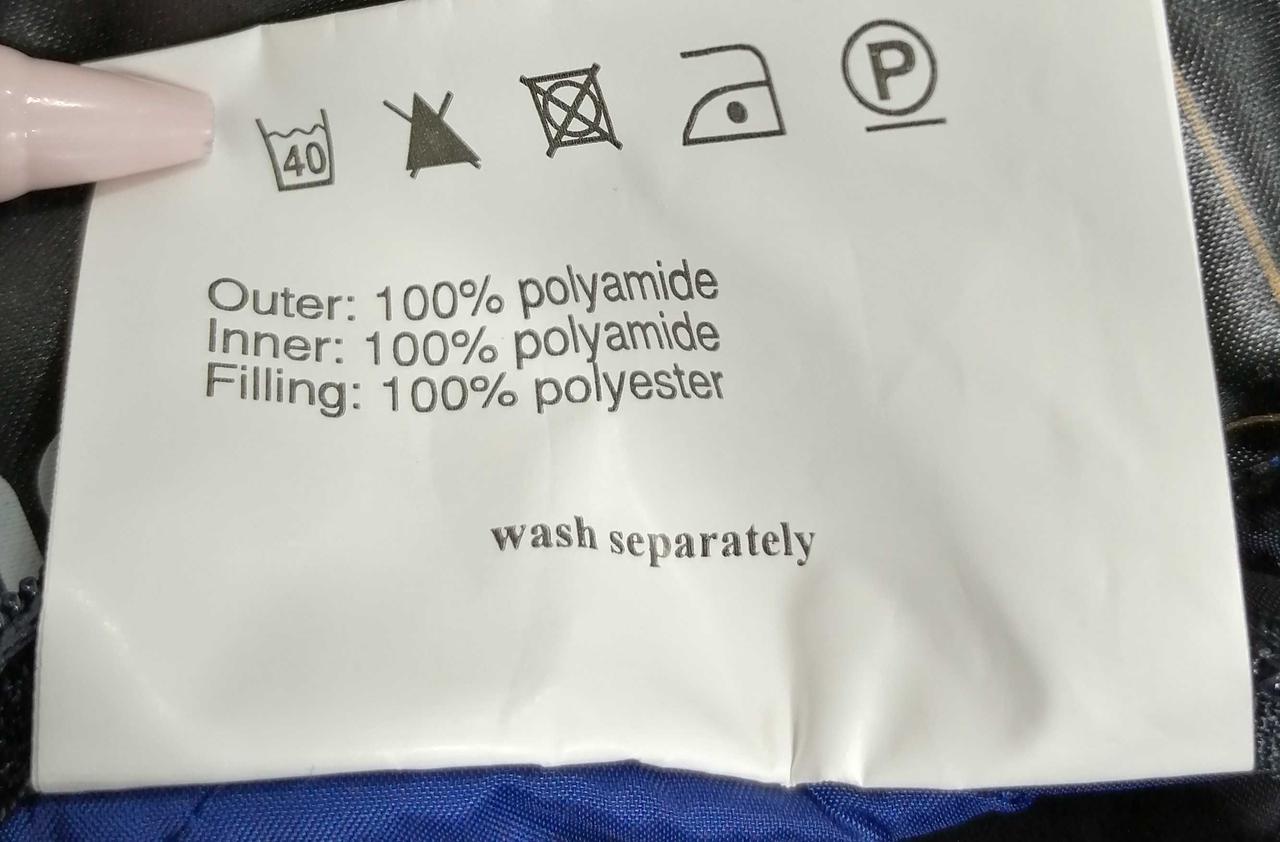 40 P
Outer: 100% polyamide
Inner: 100% polyamide
Filling: 100% polyester
wash separately